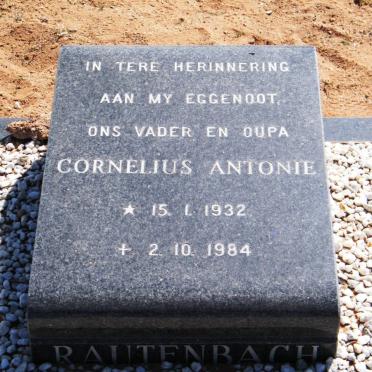 IN TERE HERINNERING
AAN MY EGGENOOT,
ONS VADER EN OUPA
CORNELIUS ANTONIE
★ 15. 1. 1932
+ 2. 10. 1984
RAUTENBACH